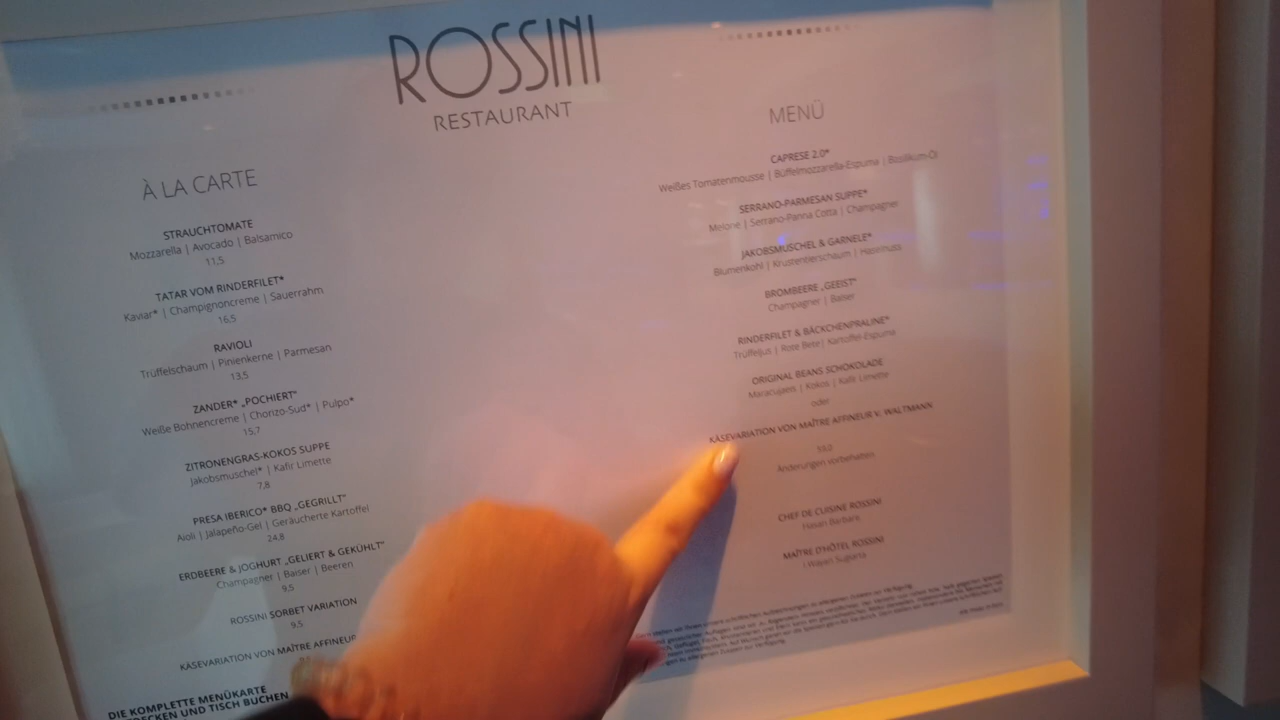 ROSSINI
RESTAURANT
À LA CARTE
STRAUCHTOMATE
Mozzarella | Avocado | Balsamico
11,5
TATAR VOM RINDERFILET*
Kaviar* | Champignoncreme | Sauerrahm
16,5
RAVIOLI
Trüffelschaum | Pinienkerne | Parmesan
13,5
ZANDER* „POCHIERT"
Weiße Bohnencreme | Chorizo-Sud* | Pulpo*
15,7
ZITRONENGRAS-KOKOS SUPPE
Jakobsmuschel* | Kafir Limette
7,8
PRESA IBERICO* BBQ „GEGRILLT"
Aioli | Jalapeño-Gel | Geräucherte Kartoffel
24,8
ERDBEERE & JOGHURT „GELIERT & GEKÜHLT"
Champagner | Baiser | Beeren
9,5
ROSSINI SORBET VARIATION
9,5
KÄSEVARIATION VON MAÎTRE AFFINEUR
DIE KOMPLETTE MENÜKARTE
TISCH BUCHEN
MENÜ
CAPRESE 2.0*
Weißes Tomatenmousse | Büffelmozzarella-Espuma | Basilikum-Öl
SERRANO-PARMESAN SUPPE*
Melone | Serrano-Panna Cotta | Champagner
JAKOBSMUSCHEL & GARNELE*
Blumenkohl | Krustentierschaum | Haselnuss
BROMBEERE „GEEIST"
Champagner | Baiser
RINDERFILET & BÄCKCHENPRALINE*
Trüffeljus | Rote Bete | Kartoffel-Espuma
ORIGINAL BEANS SCHOKOLADE
Maracujaeis | Kokos | Kafir Limette
oder
KÄSEVARIATION VON MAÎTRE AFFINEUR V. WALTMANN
Änderungen vorbehalten
CHEF DE CUISINE ROSSINI
Hasan Barbara
MAÎTRE D'HÔTEL ROSSINI
I Wayan Sugiarta